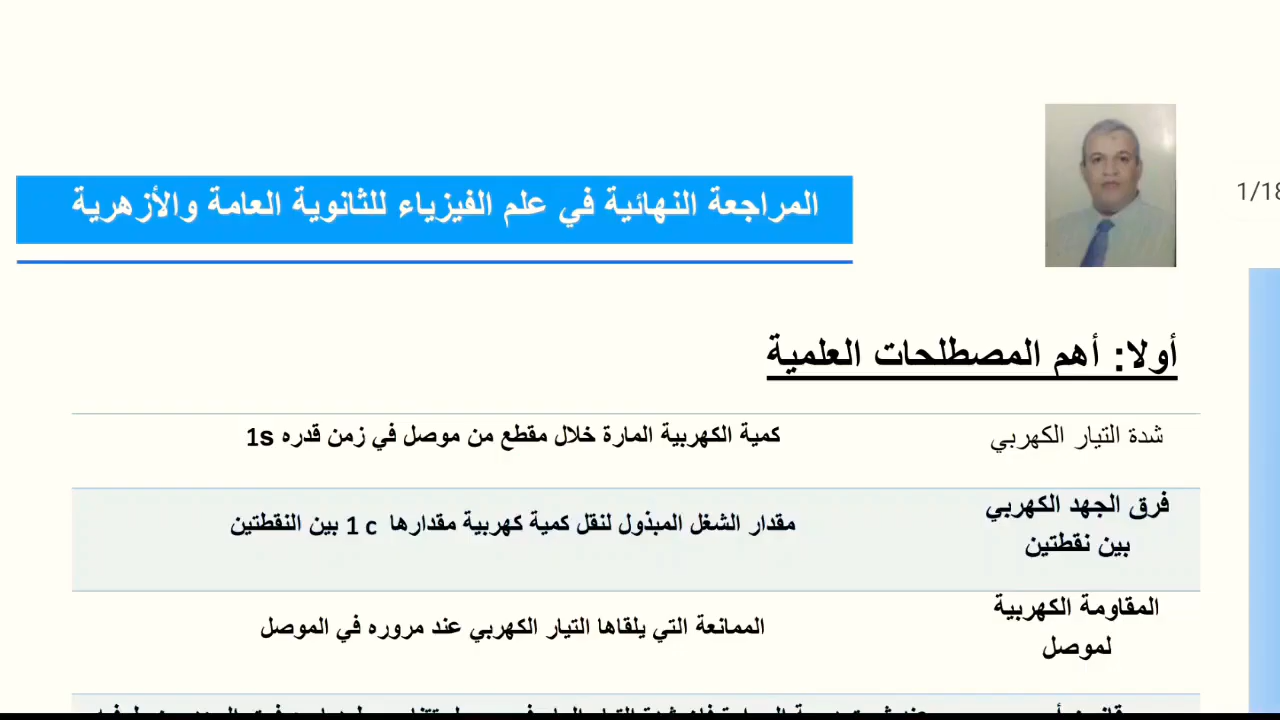 المراجعة النهائية في علم الفيزياء للثانوية العامة والأزهرية
1/18
أولا: أهم المصطلحات العلمية
شدة التيار الكهربي
كمية الكهربية المارة خلال مقطع من موصل في زمن قدره 1s
فرق الجهد الكهربي
بين نقطتين
مقدار الشغل المبذول لنقل كمية كهربية مقدارها 1 c بين النقطتين
المقاومة الكهربية
لموصل
الممانعة التي يلقاها التيار الكهربي عند مروره في الموصل